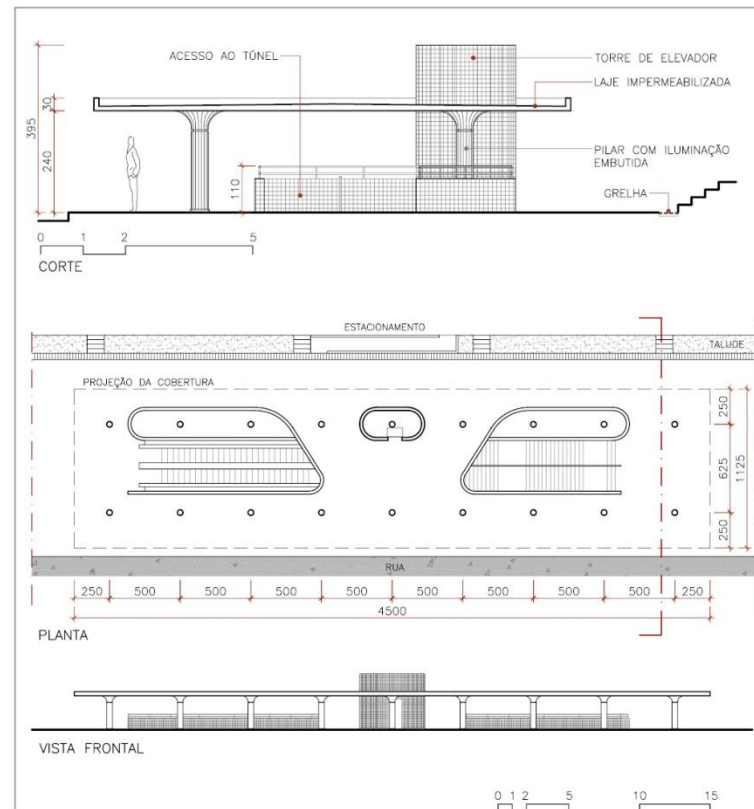 ACESSO AO TÚNEL
TORRE DE ELEVADOR
LAJE IMPERMEABILIZADA
30
395
240
110
PILAR COM ILUMINAÇÃO
EMBUTIDA
GRELHA
0 1 2 5
CORTE
ESTACIONAMENTO
TALUDE
PROJEÇÃO DA COBERTURA
250
625
1125
250
RUA
250 500 500 500 500 500 500 500 500 250
4500
PLANTA
VISTA FRONTAL
0 1 2 5 10 15